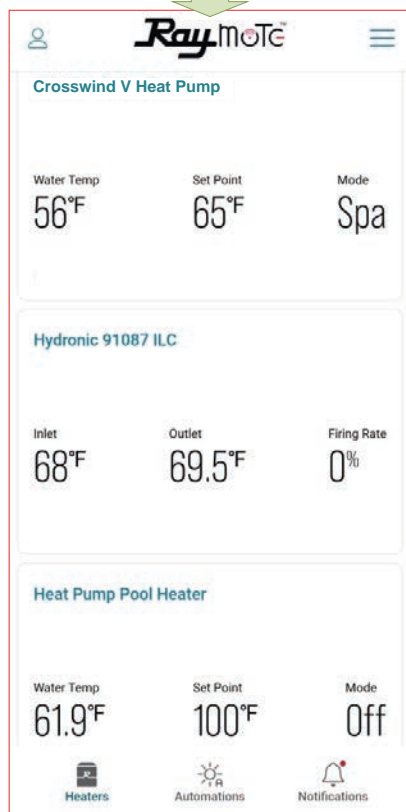 Raymote™
Crosswind V Heat Pump
Water Temp Set Point Mode
56°F 65°F Spa
Hydronic 91087 ILC
Inlet Outlet Firing Rate
68°F 69.5°F 0%
Heat Pump Pool Heater
Water Temp Set Point Mode
61.9°F 100°F Off
R A
Heaters Automations Notifications